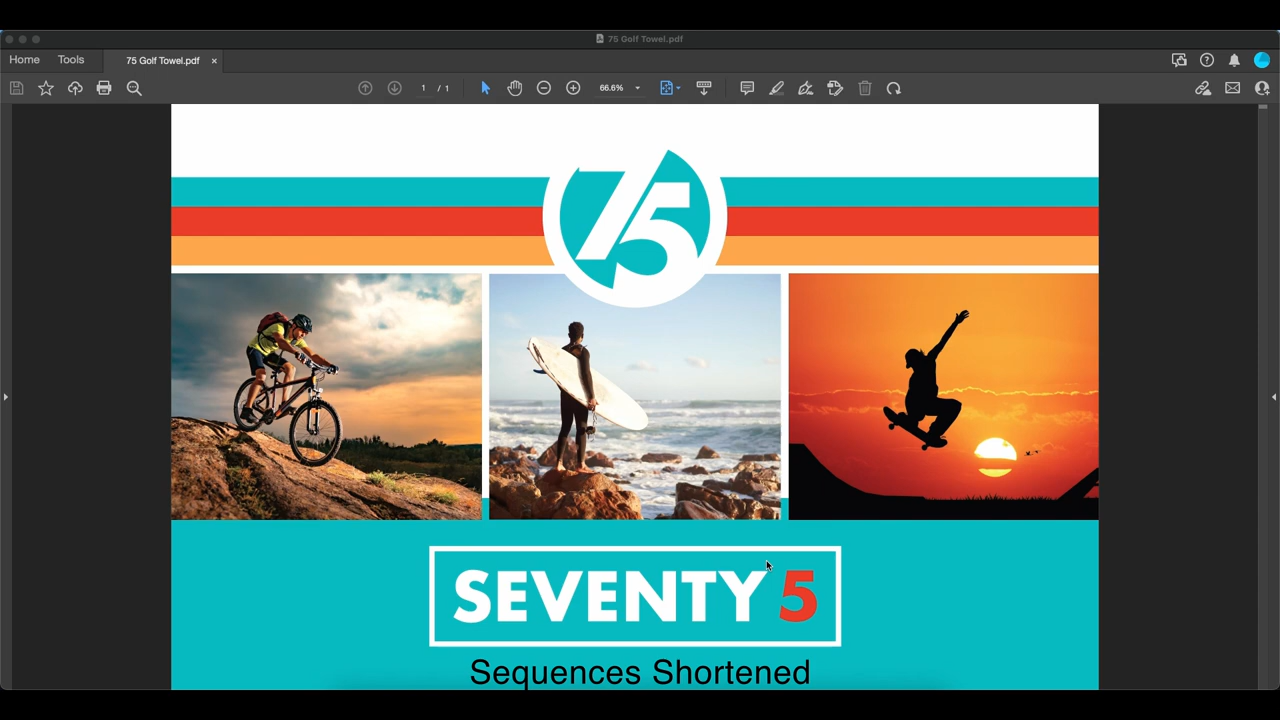 75 Golf Towel.pdf
Home
Tools
75 Golf Towel.pdf ×
1 / 1
66.6%
75
SEVENTY 5
Sequences Shortened